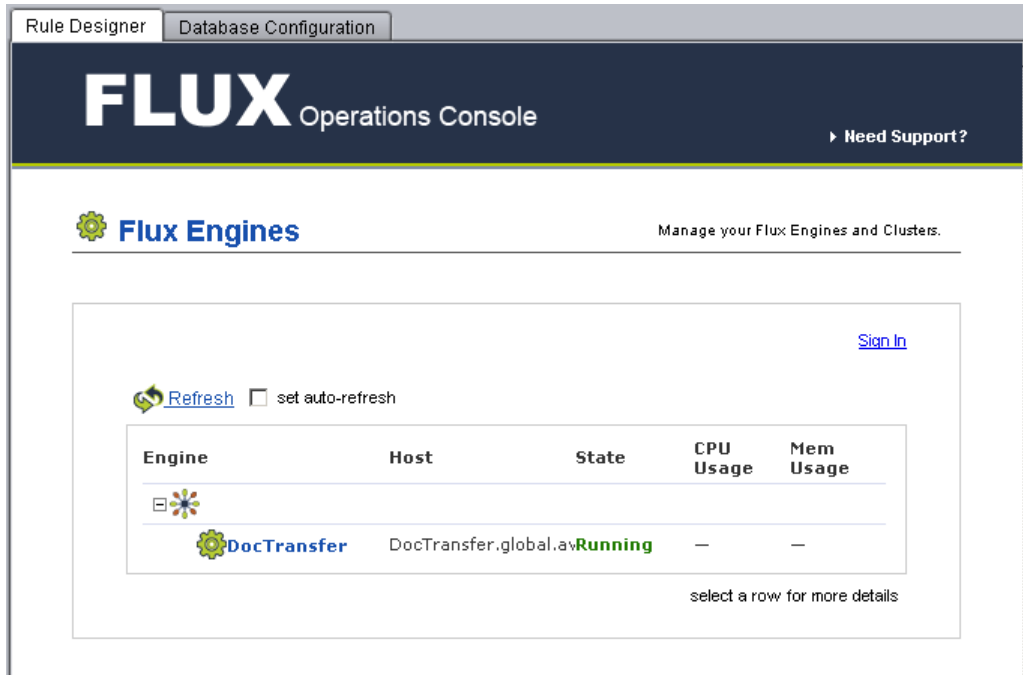 Rule Designer Database Configuration
FLUX Operations Console
Need Support?
Flux Engines
Manage your Flux Engines and Clusters.
Sign In
Refresh set auto-refresh
Engine Host State CPU Usage Mem Usage
DocTransfer DocTransfer.global.av Running — —
select a row for more details